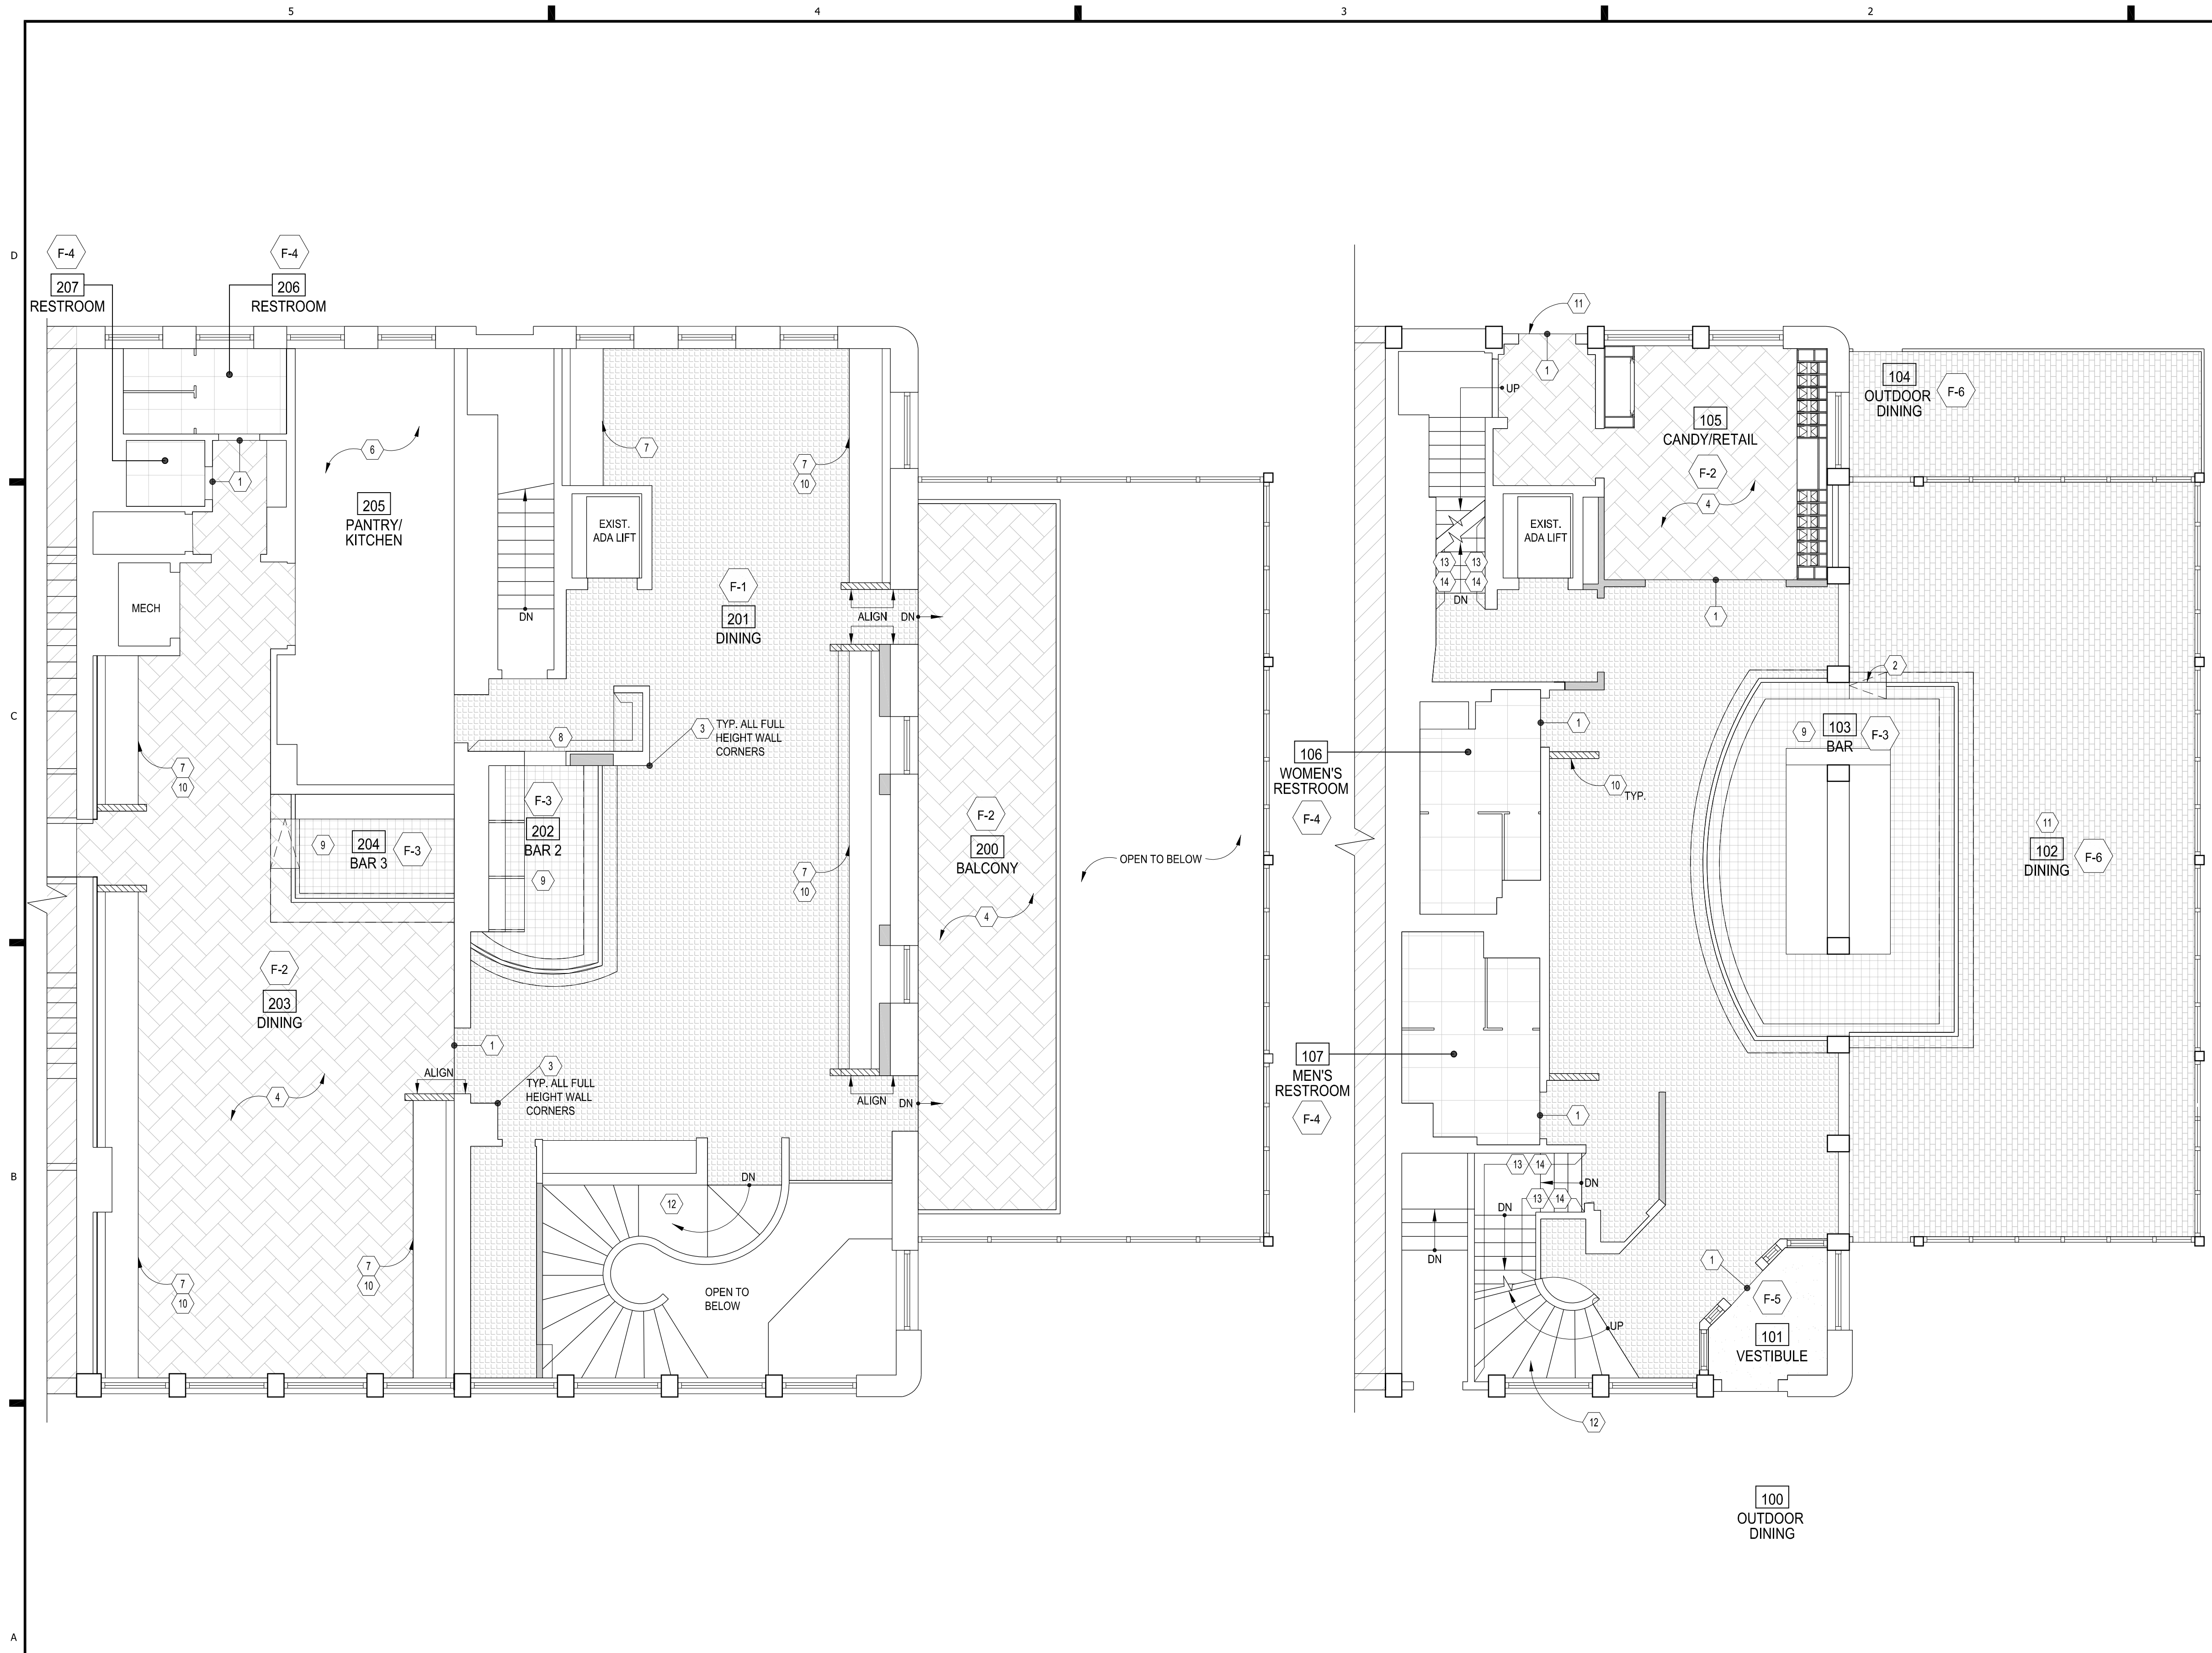 5
4
3
2
D
C
B
A
F-4
207
RESTROOM
F-4
206
RESTROOM
1
6
205
PANTRY/
KITCHEN
MECH
DN
EXIST.
ADA LIFT
7
7
10
F-1
201
DINING
ALIGN
DN
ALIGN
8
3
TYP. ALL FULL
HEIGHT WALL
CORNERS
7
10
F-3
202
BAR 2
9
9
204
BAR 3
F-3
7
10
F-2
200
BALCONY
4
OPEN TO BELOW
F-2
203
DINING
4
1
3
TYP. ALL FULL
HEIGHT WALL
CORNERS
ALIGN
ALIGN
DN
DN
12
7
10
7
10
OPEN TO
BELOW
11
1
UP
105
CANDY/RETAIL
F-2
4
104
OUTDOOR
DINING
F-6
EXIST.
ADA LIFT
13
13
14
14
DN
1
2
9
103
BAR
F-3
1
106
WOMEN'S
RESTROOM
F-4
10
TYP.
11
102
DINING
F-6
107
MEN'S
RESTROOM
F-4
1
13
14
DN
13
14
DN
DN
1
F-5
101
VESTIBULE
UP
12
100
OUTDOOR
DINING